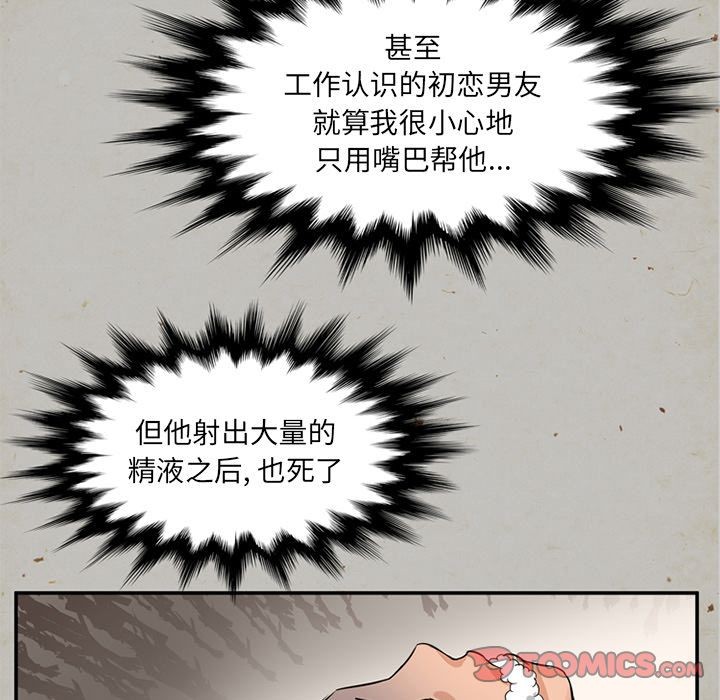 甚至
工作认识的初恋男友
就算我很小心地
只用嘴巴帮他...
但他射出大量的
精液之后, 也死了
TOOMICS.COM